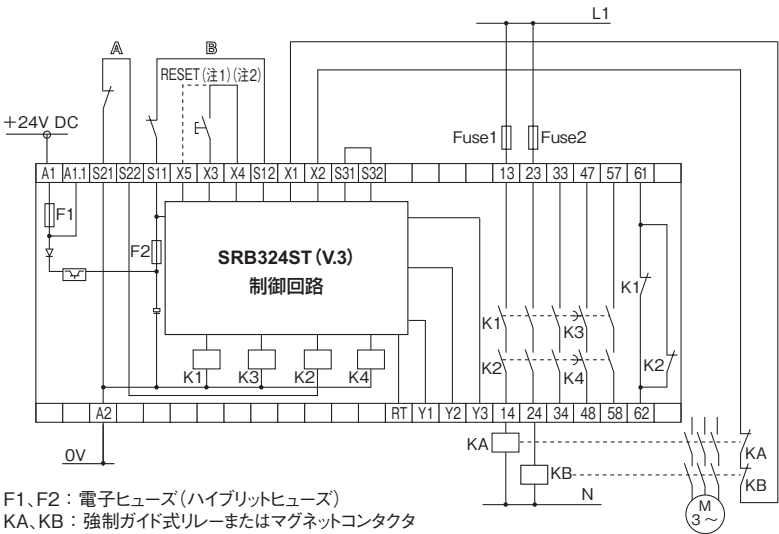 L1
A
B
RESET(注1)(注2)
+24V DC
Fuse1
Fuse2
A1 A1.1 S21 S22 S11 X5 X3 X4 S12 X1 X2 S31 S32 13 23 33 47 57 61
F1
F2
SRB324ST(V.3)
制御回路
K1
K1
K3
K2
K4
K2
K1 K3 K2 K4
A2 RT Y1 Y2 Y3 14 24 34 48 58 62
0V
KA
KA
KB
KB
N
M
3～
F1、F2：電子ヒューズ(ハイブリットヒューズ)
KA、KB：強制ガイド式リレーまたはマグネットコンタクタ